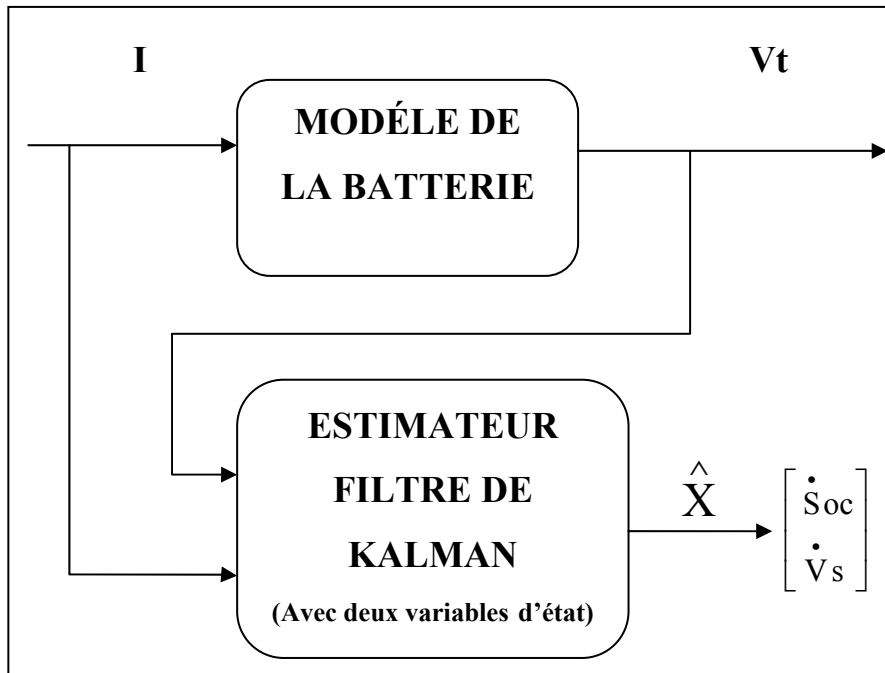 I
Vt
MODÉLE DE
LA BATTERIE
ESTIMATEUR
FILTRE DE
KALMAN
(Avec deux variables d'état)
X̂
Ṡoc
V̇s